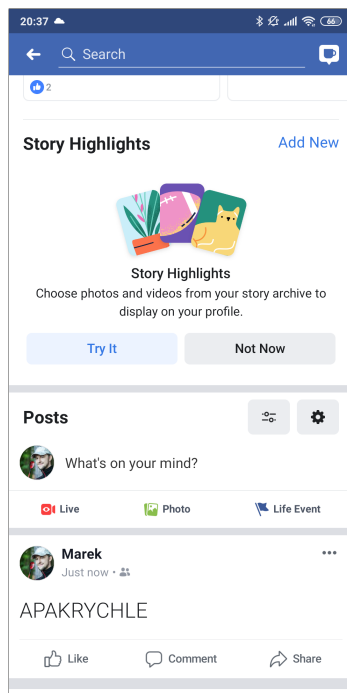 20:37
66
Search
2
Story Highlights
Add New
Story Highlights
Choose photos and videos from your story archive to
display on your profile.
Try It
Not Now
Posts
What's on your mind?
Live
Photo
Life Event
Marek
Just now •
APAKRYCHLE
Like
Comment
Share